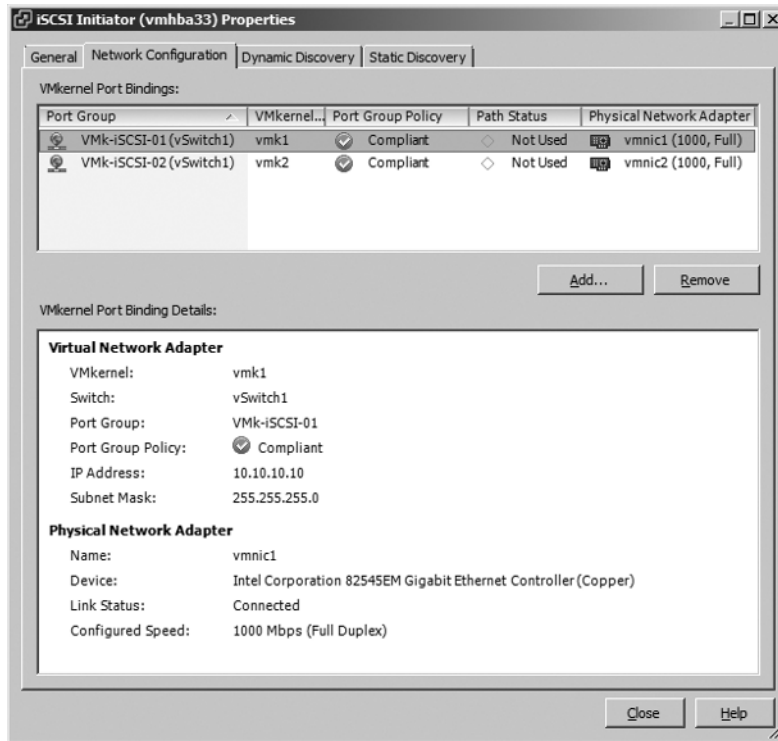 iSCSI Initiator (vmhba33) Properties
General Network Configuration Dynamic Discovery Static Discovery
VMkernel Port Bindings:
Port Group VMkernel... Port Group Policy Path Status Physical Network Adapter
VMk-iSCSI-01 (vSwitch1) vmk1 Compliant Not Used vmnic1 (1000, Full)
VMk-iSCSI-02 (vSwitch1) vmk2 Compliant Not Used vmnic2 (1000, Full)
Add... Remove
VMkernel Port Binding Details:
Virtual Network Adapter
VMkernel: vmk1
Switch: vSwitch1
Port Group: VMk-iSCSI-01
Port Group Policy: Compliant
IP Address: 10.10.10.10
Subnet Mask: 255.255.255.0
Physical Network Adapter
Name: vmnic1
Device: Intel Corporation 82545EM Gigabit Ethernet Controller (Copper)
Link Status: Connected
Configured Speed: 1000 Mbps (Full Duplex)
Close Help